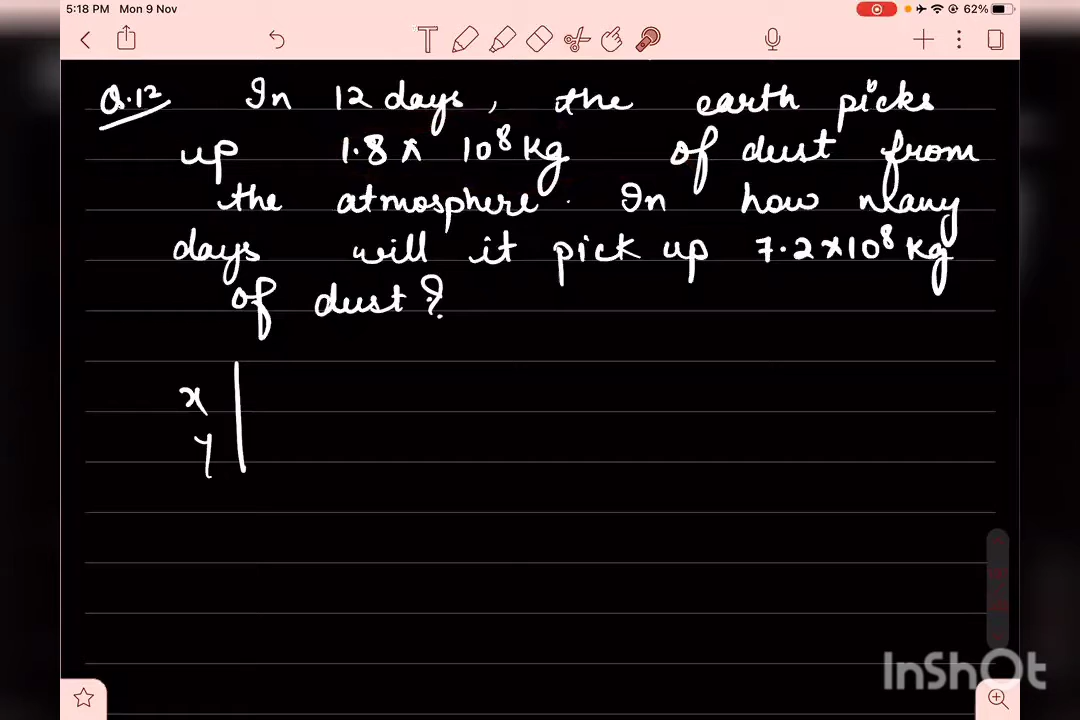 5:18 PM Mon 9 Nov 62%
Q.12 In 12 days, the earth picks
up 1.8 × 10⁸ kg of dust from
the atmosphere. In how many
days will it pick up 7.2 × 10⁸ kg
of dust?
x
y
InShOt